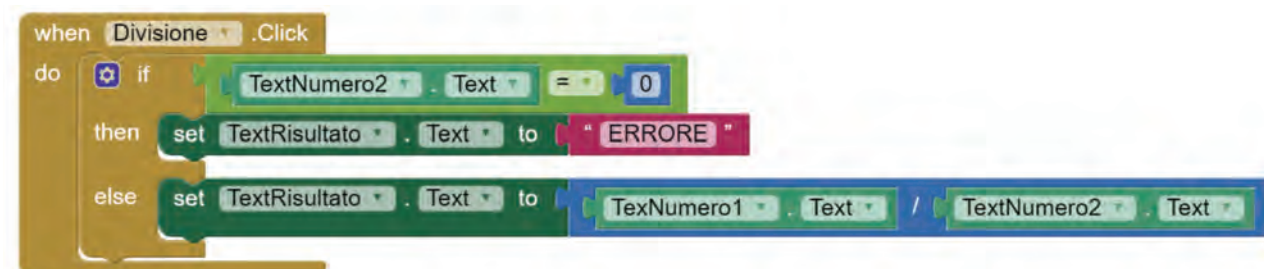 when Divisione .Click
do if TextNumero2 . Text = 0
then set TextRisultato . Text to " ERRORE "
else set TextRisultato . Text to TexNumero1 . Text / TextNumero2 . Text